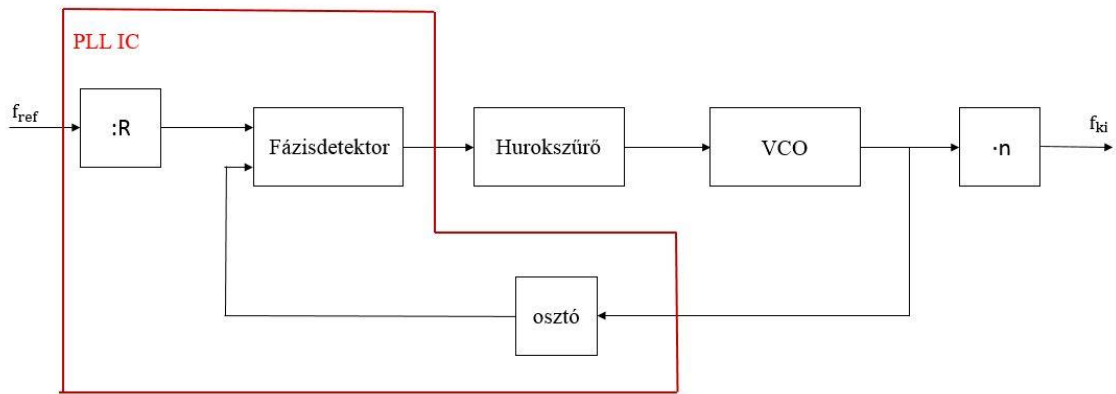 PLL IC
f_ref
:R
Fázisdetektor
Hurokszűrő
VCO
f_ki
·n
osztó